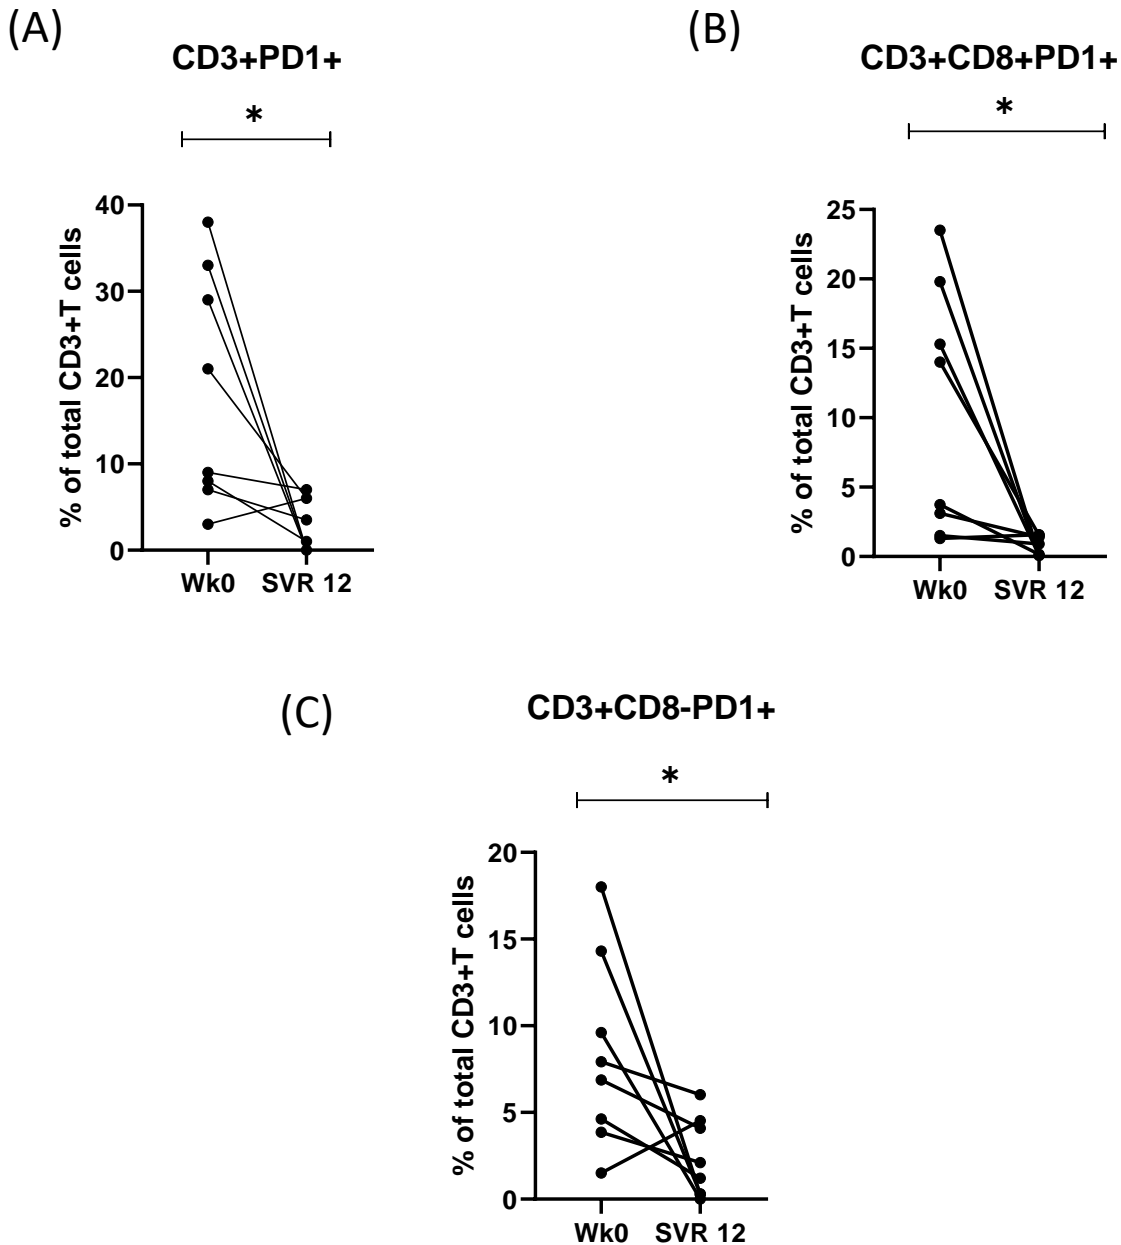 (A)
CD3+PD1+
*
% of total CD3+T cells
40
30
20
10
0
Wk0 SVR 12
(B)
CD3+CD8+PD1+
*
% of total CD3+T cells
25
20
15
10
5
0
Wk0 SVR 12
(C)
CD3+CD8-PD1+
*
% of total CD3+T cells
20
15
10
5
0
Wk0 SVR 12